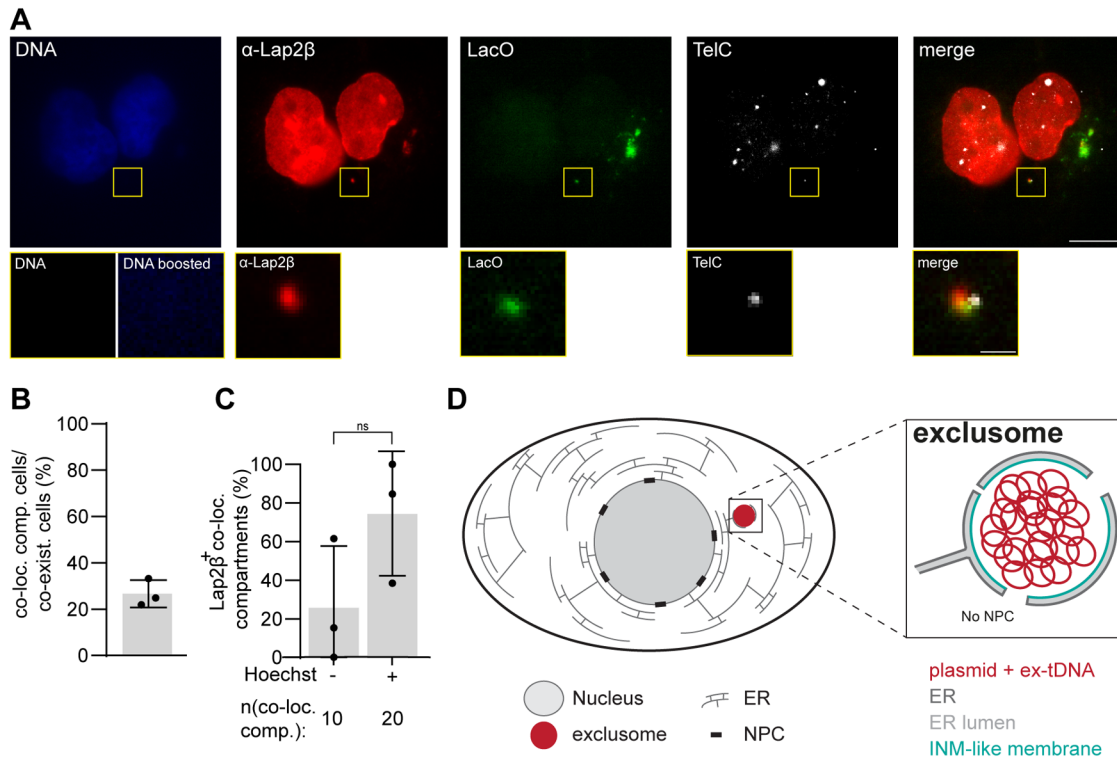 A
DNA
α-Lap2β
LacO
TelC
merge
DNA
DNA boosted
α-Lap2β
LacO
TelC
merge
B
co-loc. comp. cells/
co-exist. cells (%)
100
80
60
40
20
0
C
Lap2β+ co-loc.
compartments (%)
ns
100
80
60
40
20
0
Hoechst - +
n(co-loc.
comp.): 10 20
D
exclusome
No NPC
Nucleus
ER
exclusome
NPC
plasmid + ex-tDNA
ER
ER lumen
INM-like membrane